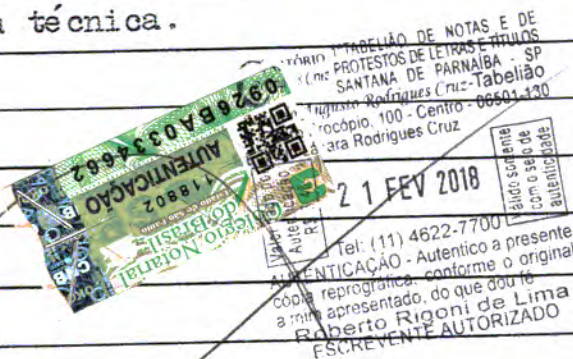 técnica.
TABELIÃO DE NOTAS E DE
PROTESTOS DE LETRAS E TÍTULOS
SANTANA DE PARNAÍBA - SP
Augusto Rodrigues Cruz-Tabelião
100 - Centro - 06501-130
Rodrigues Cruz
válido somente
com o selo de
autenticidade
21 FEV 2018
Tel: (11) 4622-7700
AUTENTICAÇÃO - Autentico a presente
cópia reprográfica, conforme o original
a mim apresentado, do que dou fé
Roberto Rigoni de Lima
ESCREVENTE AUTORIZADO
0926BA0334662
AUTENTICAÇÃO
118802
Colégio Notarial
do Brasil